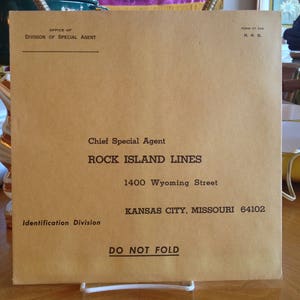 OFFICE OF
DIVISION OF SPECIAL AGENT
R. R. S.
Chief Special Agent
ROCK ISLAND LINES
1400 Wyoming Street
KANSAS CITY, MISSOURI 64102
Identification Division
DO NOT FOLD